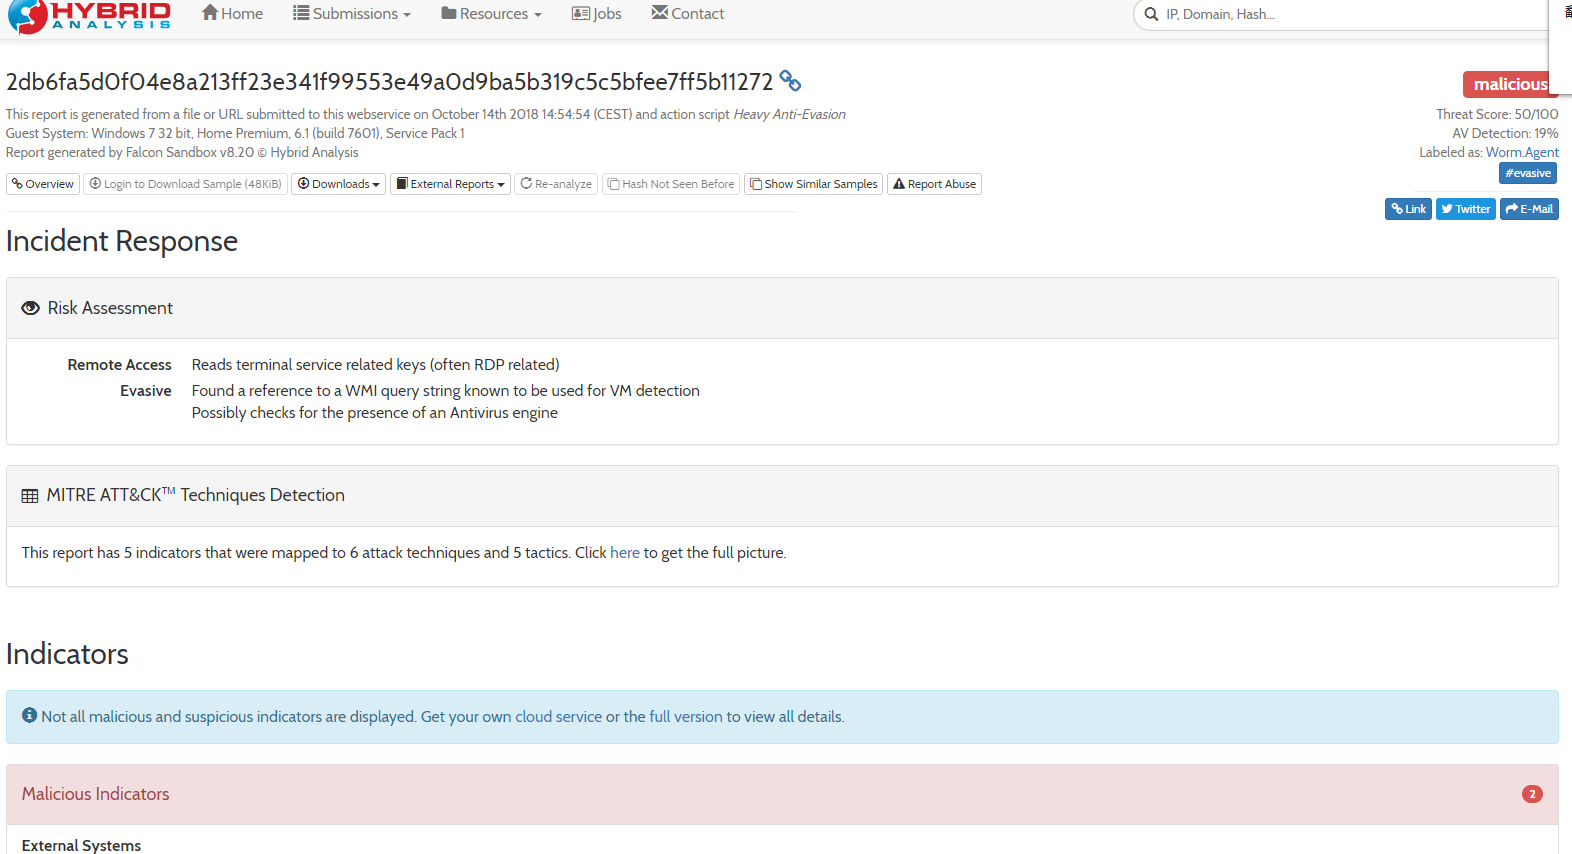 HYBRID
ANALYSIS
Home
Submissions
Resources
Jobs
Contact
IP, Domain, Hash...
2db6fa5d0f04e8a213ff23e341f99553e49a0d9ba5b319c5c5bfee7ff5b11272
malicious
This report is generated from a file or URL submitted to this webservice on October 14th 2018 14:54:54 (CEST) and action script Heavy Anti-Evasion
Guest System: Windows 7 32 bit, Home Premium, 6.1 (build 7601), Service Pack 1
Report generated by Falcon Sandbox v8.20 © Hybrid Analysis
Threat Score: 50/100
AV Detection: 19%
Labeled as: Worm.Agent
#evasive
Overview
Login to Download Sample (48KiB)
Downloads
External Reports
Re-analyze
Hash Not Seen Before
Show Similar Samples
Report Abuse
Link
Twitter
E-Mail
Incident Response
Risk Assessment
Remote Access Reads terminal service related keys (often RDP related)
Evasive Found a reference to a WMI query string known to be used for VM detection
Possibly checks for the presence of an Antivirus engine
MITRE ATT&CK™ Techniques Detection
This report has 5 indicators that were mapped to 6 attack techniques and 5 tactics. Click here to get the full picture.
Indicators
Not all malicious and suspicious indicators are displayed. Get your own cloud service or the full version to view all details.
Malicious Indicators
2
External Systems